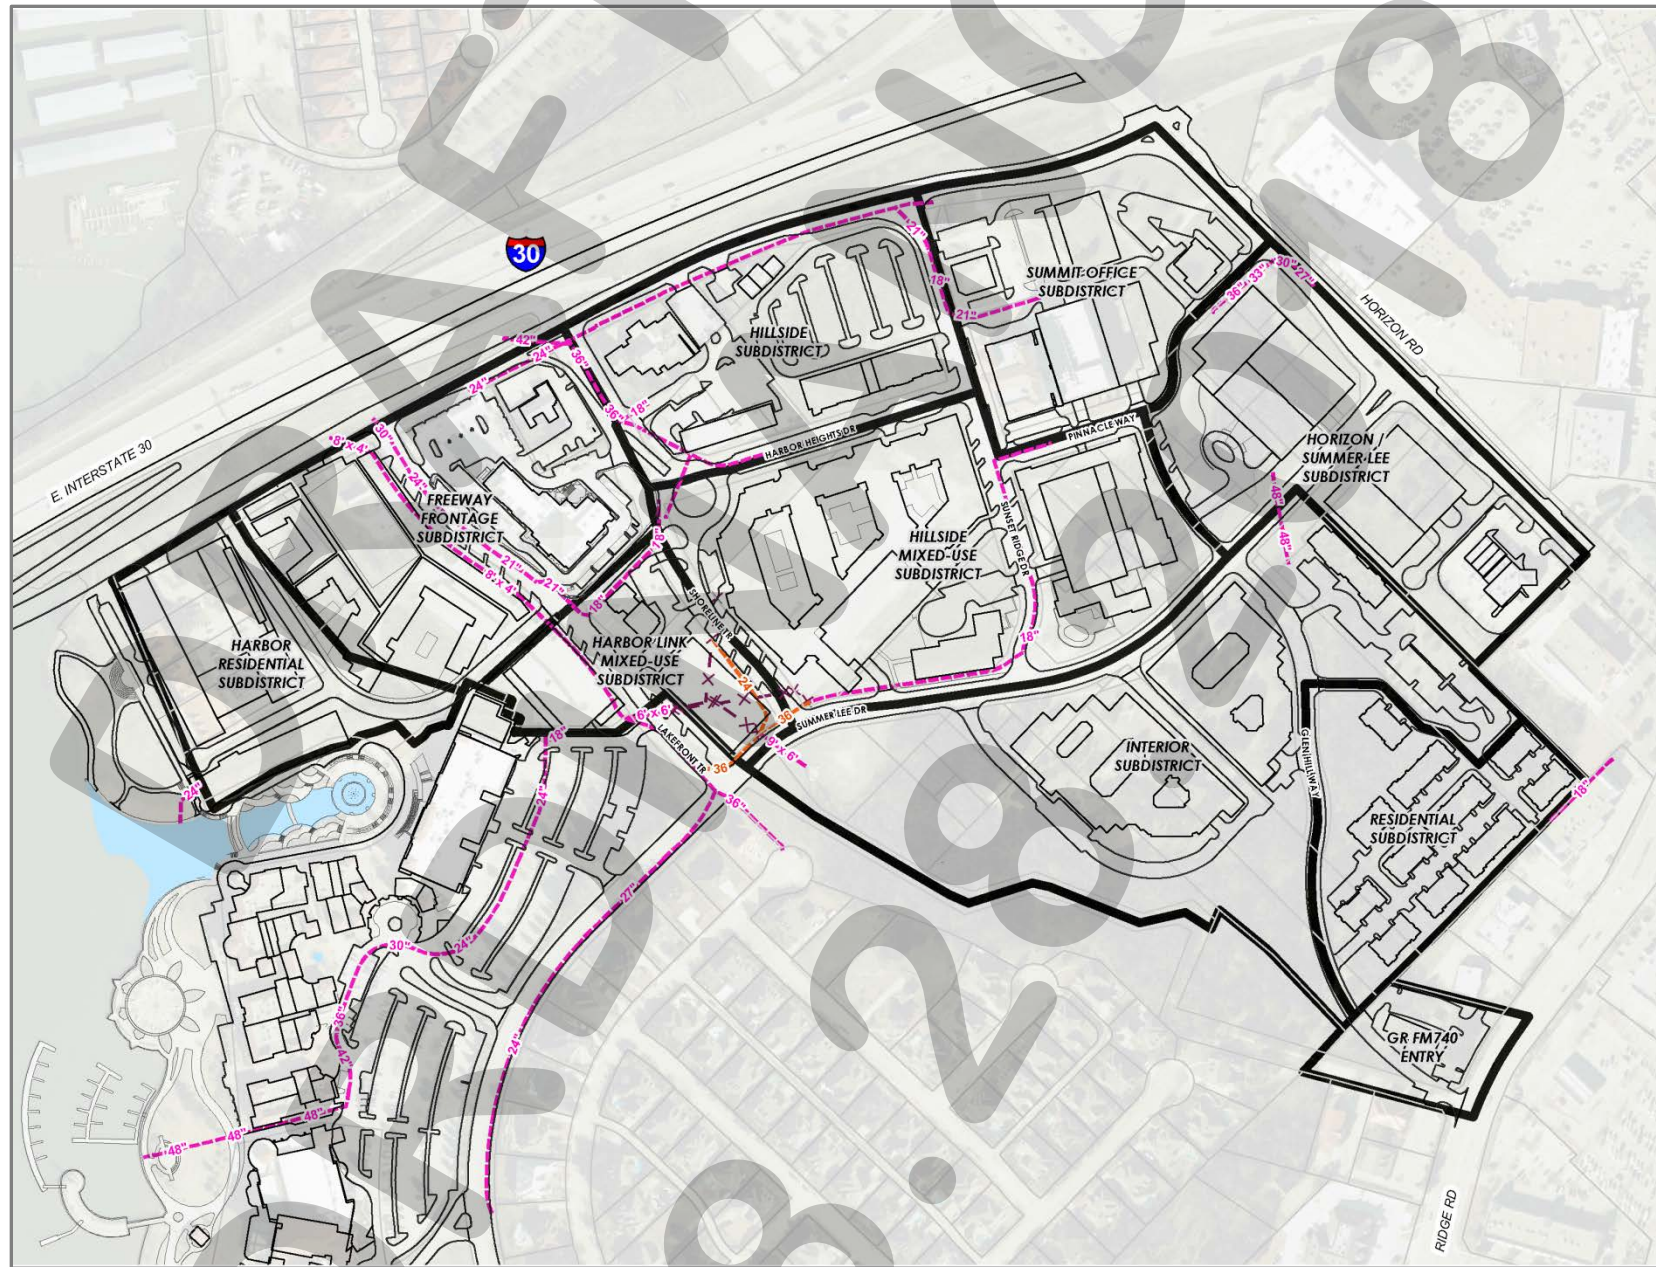 30
E. INTERSTATE 30
HORIZON RD
RIDGE RD
SUMMIT OFFICE
SUBDISTRICT
HILLSIDE
SUBDISTRICT
HORIZON /
SUMMER LEE
SUBDISTRICT
FREEWAY
FRONTAGE
SUBDISTRICT
HILLSIDE
MIXED-USE
SUBDISTRICT
HARBOR
RESIDENTIAL
SUBDISTRICT
HARBOR LINK
MIXED-USE
SUBDISTRICT
INTERIOR
SUBDISTRICT
RESIDENTIAL
SUBDISTRICT
GR FM740
ENTRY
HARBOR HEIGHTS DR
PINNACLE WAY
SUNSET RIDGE DR
SHORELINE TR
SUMMER LEE DR
LAKEFRONT TR
GLEN HILL WAY
21"
18"
21"
36"
33"
30"
27"
42"
24"
24"
36"
36"
18"
30"
8' x 4'
24"
21"
21"
8' x 4'
18"
18"
48"
48"
18"
24
36
36
6' x 6'
9' x 6'
18"
24"
24"
36"
27"
24"
24"
30"
36"
42"
48"
48"
48"
18"
DRAFT